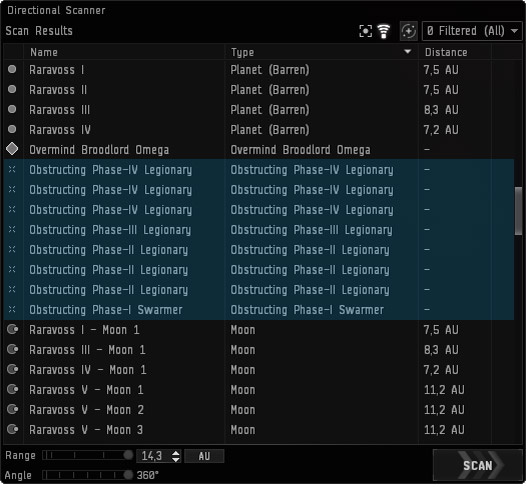 Directional Scanner
Scan Results Ø Filtered (All)
Name Type Distance
Raravoss I Planet (Barren) 7,5 AU
Raravoss II Planet (Barren) 7,5 AU
Raravoss III Planet (Barren) 8,3 AU
Raravoss IV Planet (Barren) 7,2 AU
Overmind Broodlord Omega Overmind Broodlord Omega –
Obstructing Phase-IV Legionary Obstructing Phase-IV Legionary –
Obstructing Phase-IV Legionary Obstructing Phase-IV Legionary –
Obstructing Phase-IV Legionary Obstructing Phase-IV Legionary –
Obstructing Phase-III Legionary Obstructing Phase-III Legionary –
Obstructing Phase-II Legionary Obstructing Phase-II Legionary –
Obstructing Phase-II Legionary Obstructing Phase-II Legionary –
Obstructing Phase-II Legionary Obstructing Phase-II Legionary –
Obstructing Phase-I Swarmer Obstructing Phase-I Swarmer –
Raravoss I - Moon 1 Moon 7,5 AU
Raravoss III - Moon 1 Moon 8,3 AU
Raravoss IV - Moon 1 Moon 7,2 AU
Raravoss V - Moon 1 Moon 11,2 AU
Raravoss V - Moon 2 Moon 11,2 AU
Raravoss V - Moon 3 Moon 11,2 AU
Range 14,3 AU
SCAN
Angle 360°